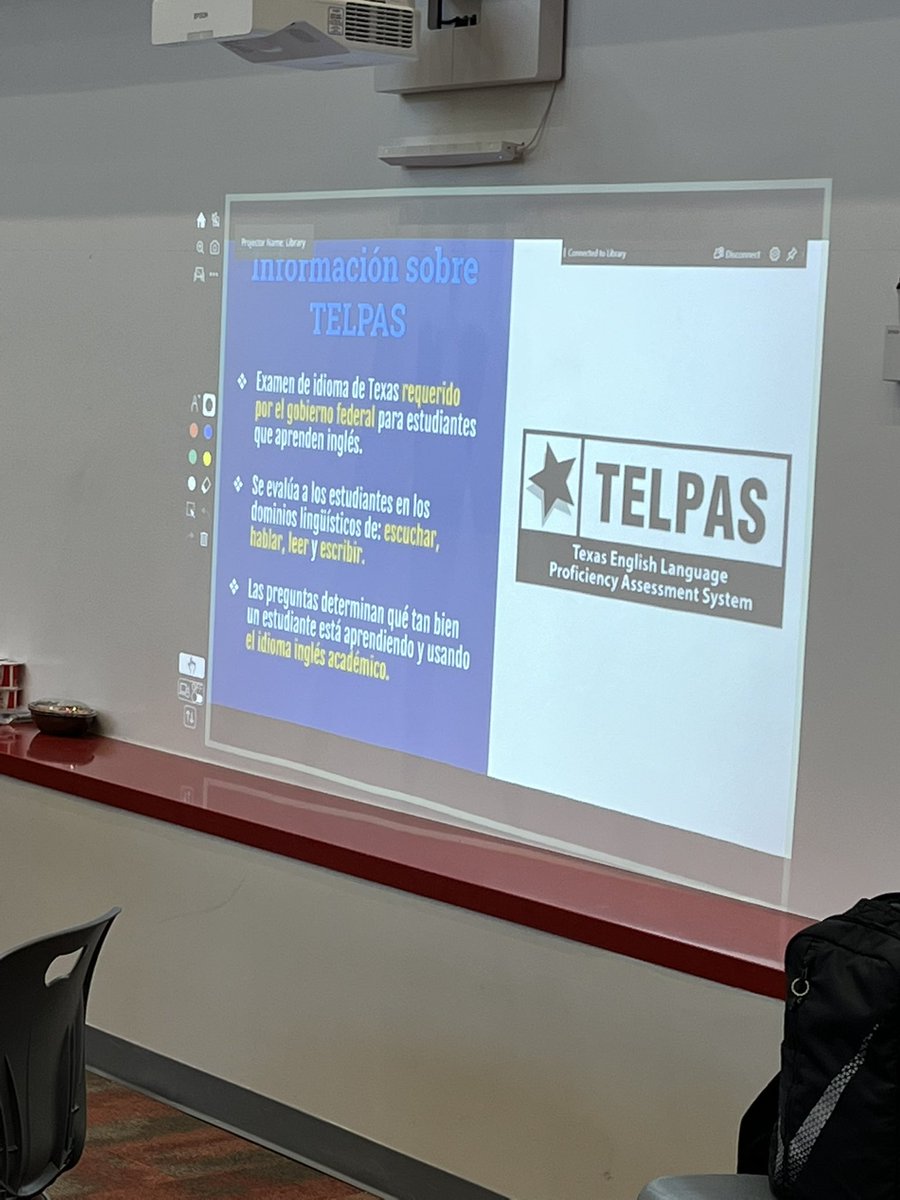 EPSON
Projector Name: Library
Connected to Library
Disconnect
Información sobre
TELPAS
❖ Examen de idioma de Texas requerido
por el gobierno federal para estudiantes
que aprenden inglés.
❖ Se evalúa a los estudiantes en los
dominios lingüísticos de: escuchar,
hablar, leer y escribir.
❖ Las preguntas determinan qué tan bien
un estudiante está aprendiendo y usando
el idioma inglés académico.
TELPAS
Texas English Language
Proficiency Assessment System